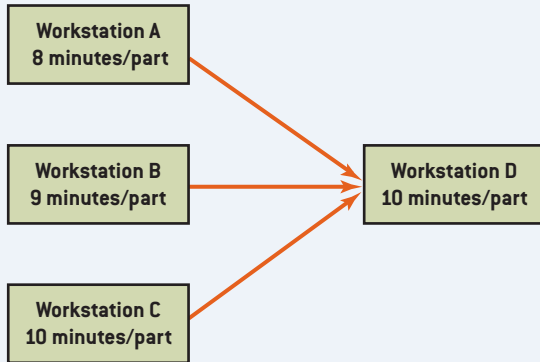 Workstation A
8 minutes/part
Workstation B
9 minutes/part
Workstation D
10 minutes/part
Workstation C
10 minutes/part